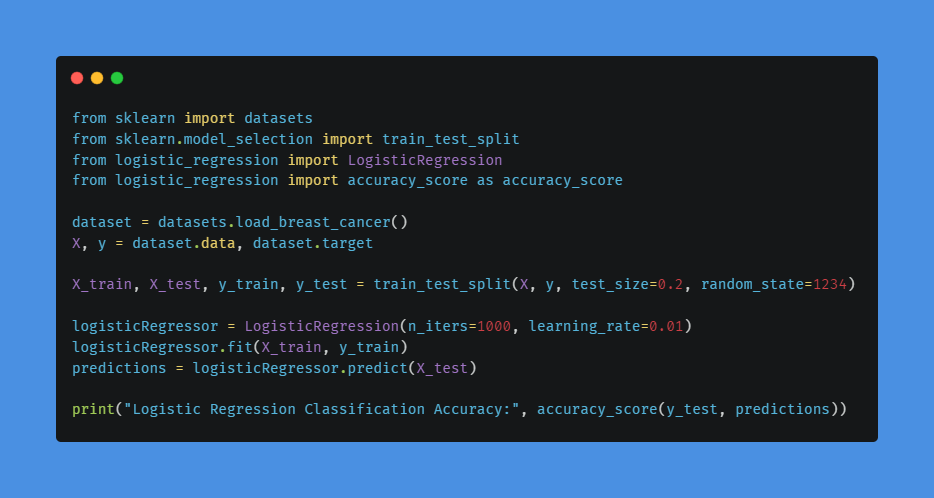 from sklearn import datasets
from sklearn.model_selection import train_test_split
from logistic_regression import LogisticRegression
from logistic_regression import accuracy_score as accuracy_score
dataset = datasets.load_breast_cancer()
X, y = dataset.data, dataset.target
X_train, X_test, y_train, y_test = train_test_split(X, y, test_size=0.2, random_state=1234)
logisticRegressor = LogisticRegression(n_iters=1000, learning_rate=0.01)
logisticRegressor.fit(X_train, y_train)
predictions = logisticRegressor.predict(X_test)
print("Logistic Regression Classification Accuracy:", accuracy_score(y_test, predictions))